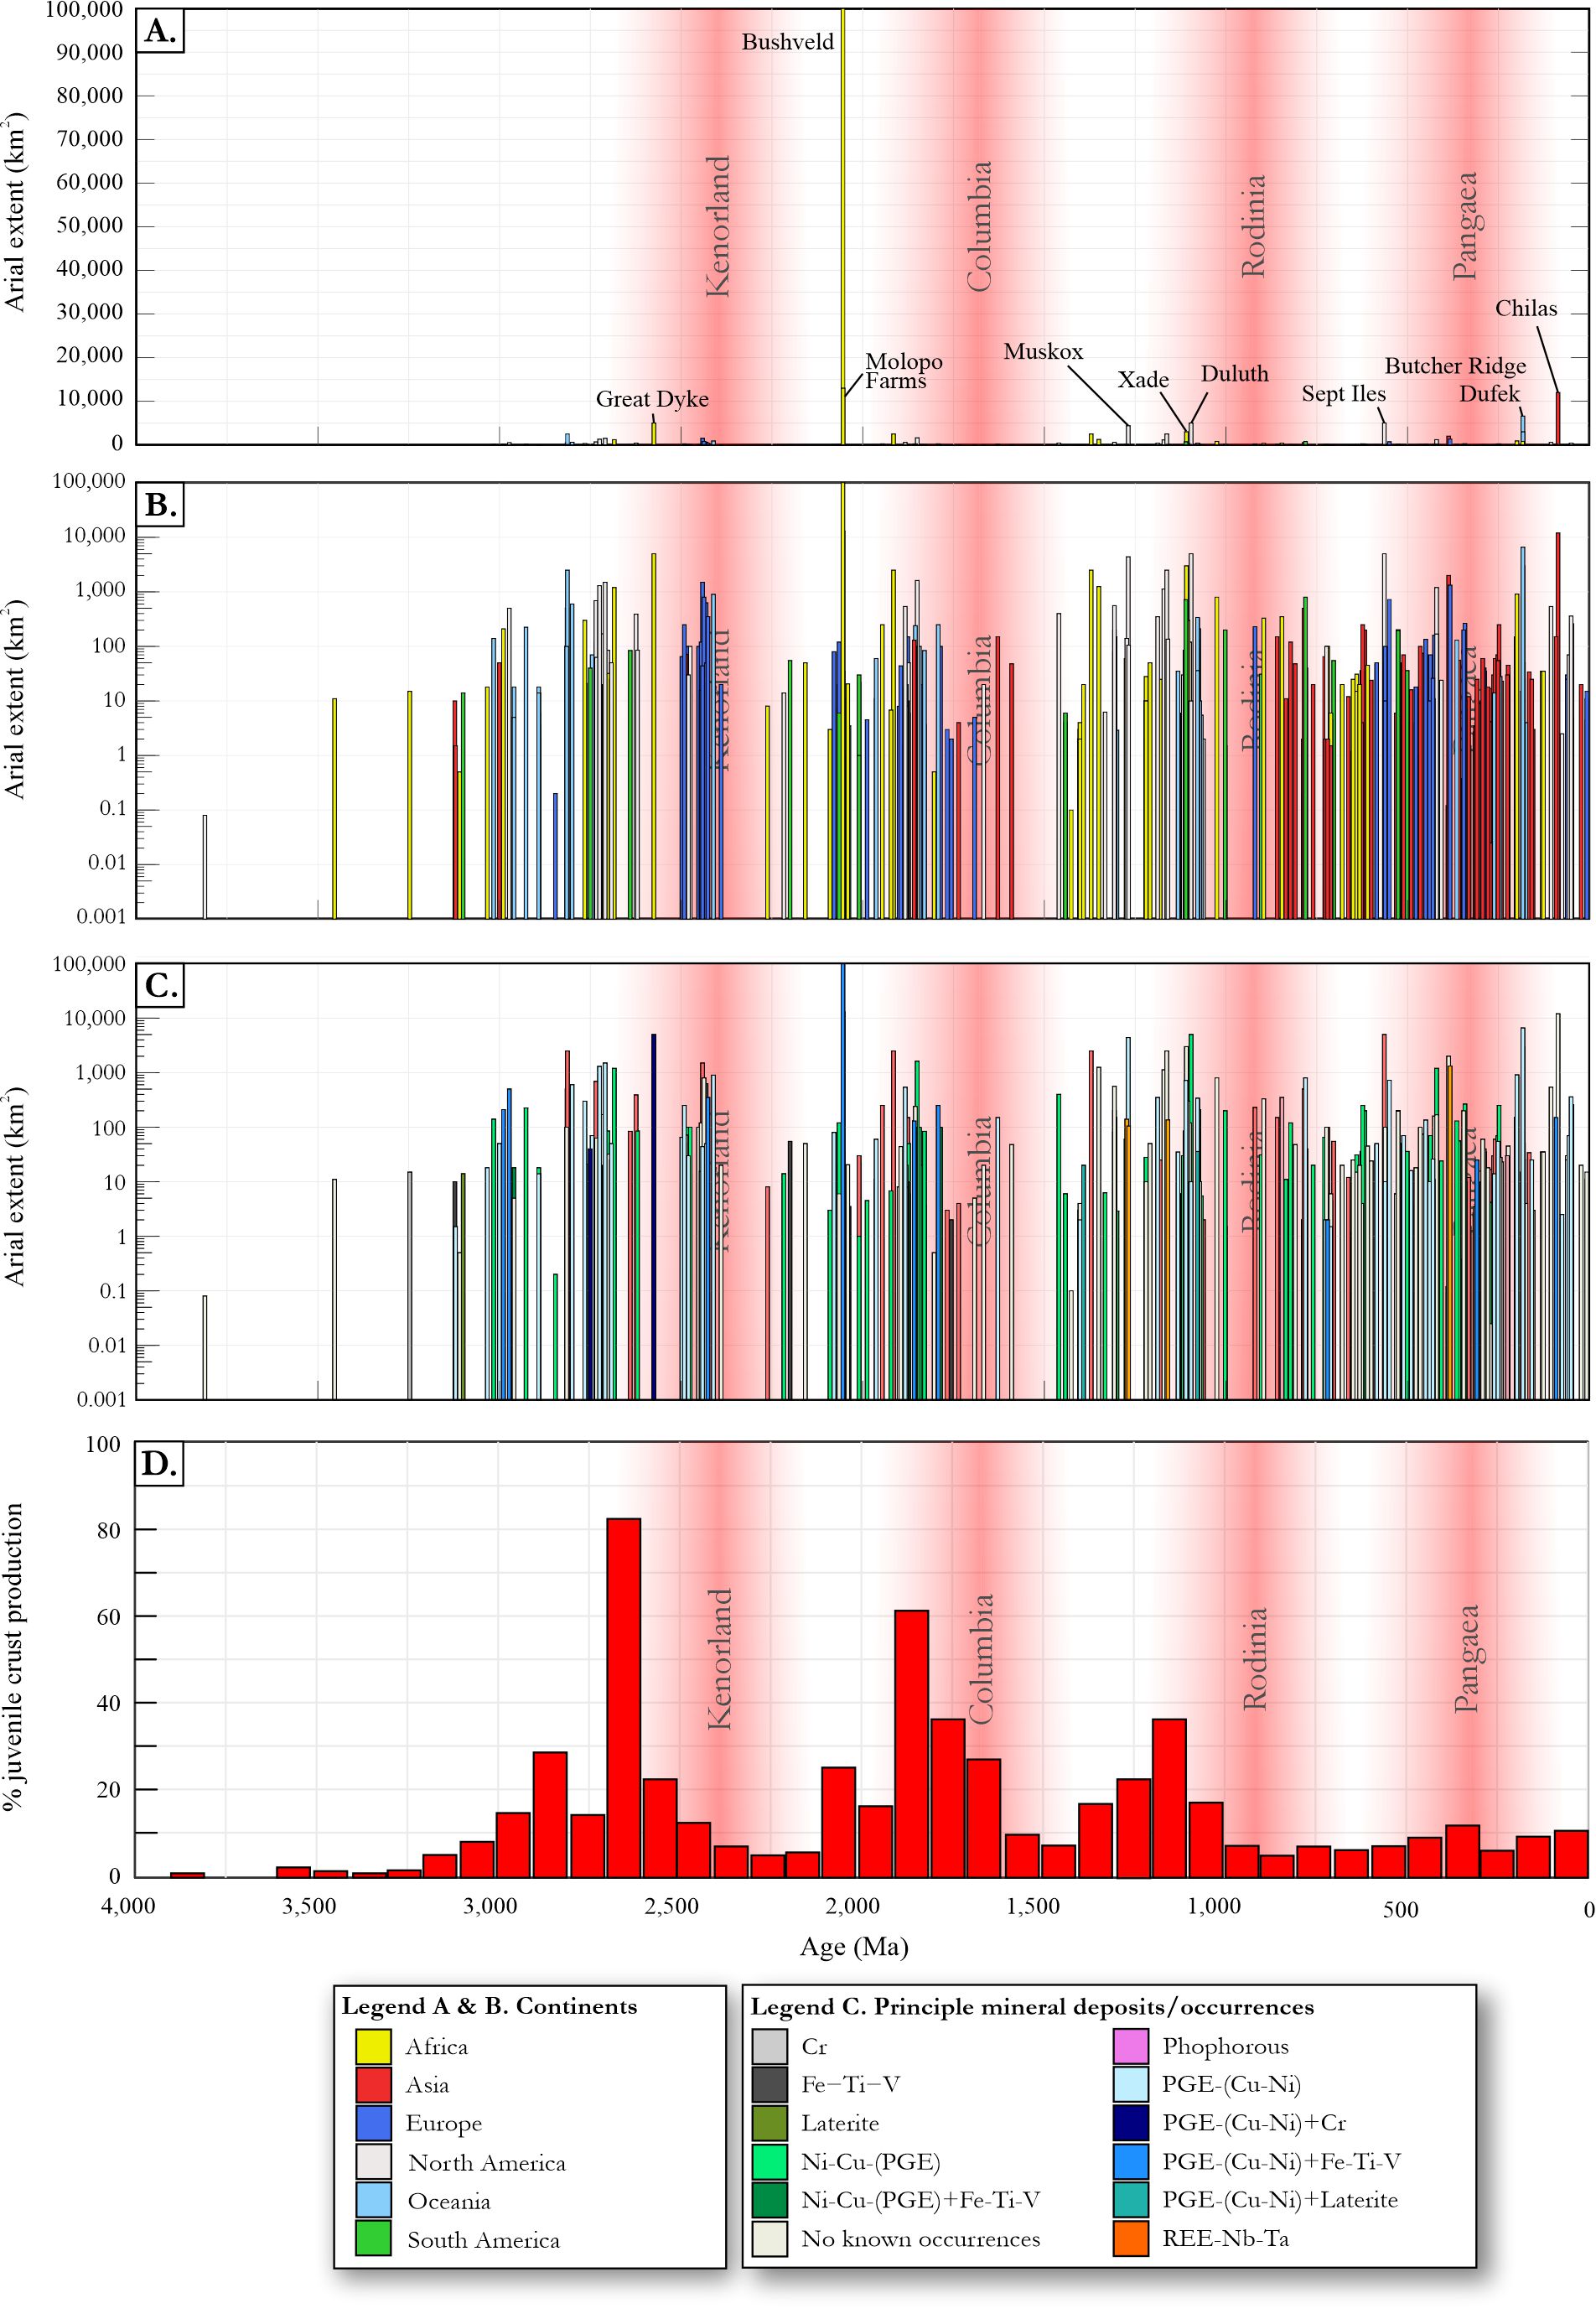 A.
100,000
90,000
80,000
70,000
60,000
50,000
40,000
30,000
20,000
10,000
0
Arial extent (km²)
Bushveld
Kenorland
Columbia
Rodinia
Pangaea
Great Dyke
Molopo
Farms
Muskox
Xade
Duluth
Sept Iles
Butcher Ridge
Dufek
Chilas
B.
100,000
10,000
1,000
100
10
1
0.1
0.01
0.001
Arial extent (km²)
Kenorland
Columbia
Rodinia
Pangaea
C.
100,000
10,000
1,000
100
10
1
0.1
0.01
0.001
Arial extent (km²)
Kenorland
Columbia
Rodinia
Pangaea
D.
100
80
60
40
20
0
% juvenile crust production
Kenorland
Columbia
Rodinia
Pangaea
4,000
3,500
3,000
2,500
2,000
1,500
1,000
500
0
Age (Ma)
Legend A & B. Continents
Africa
Asia
Europe
North America
Oceania
South America
Legend C. Principle mineral deposits/occurrences
Cr
Fe−Ti−V
Laterite
Ni-Cu-(PGE)
Ni-Cu-(PGE)+Fe-Ti-V
No known occurrences
Phophorous
PGE-(Cu-Ni)
PGE-(Cu-Ni)+Cr
PGE-(Cu-Ni)+Fe-Ti-V
PGE-(Cu-Ni)+Laterite
REE-Nb-Ta